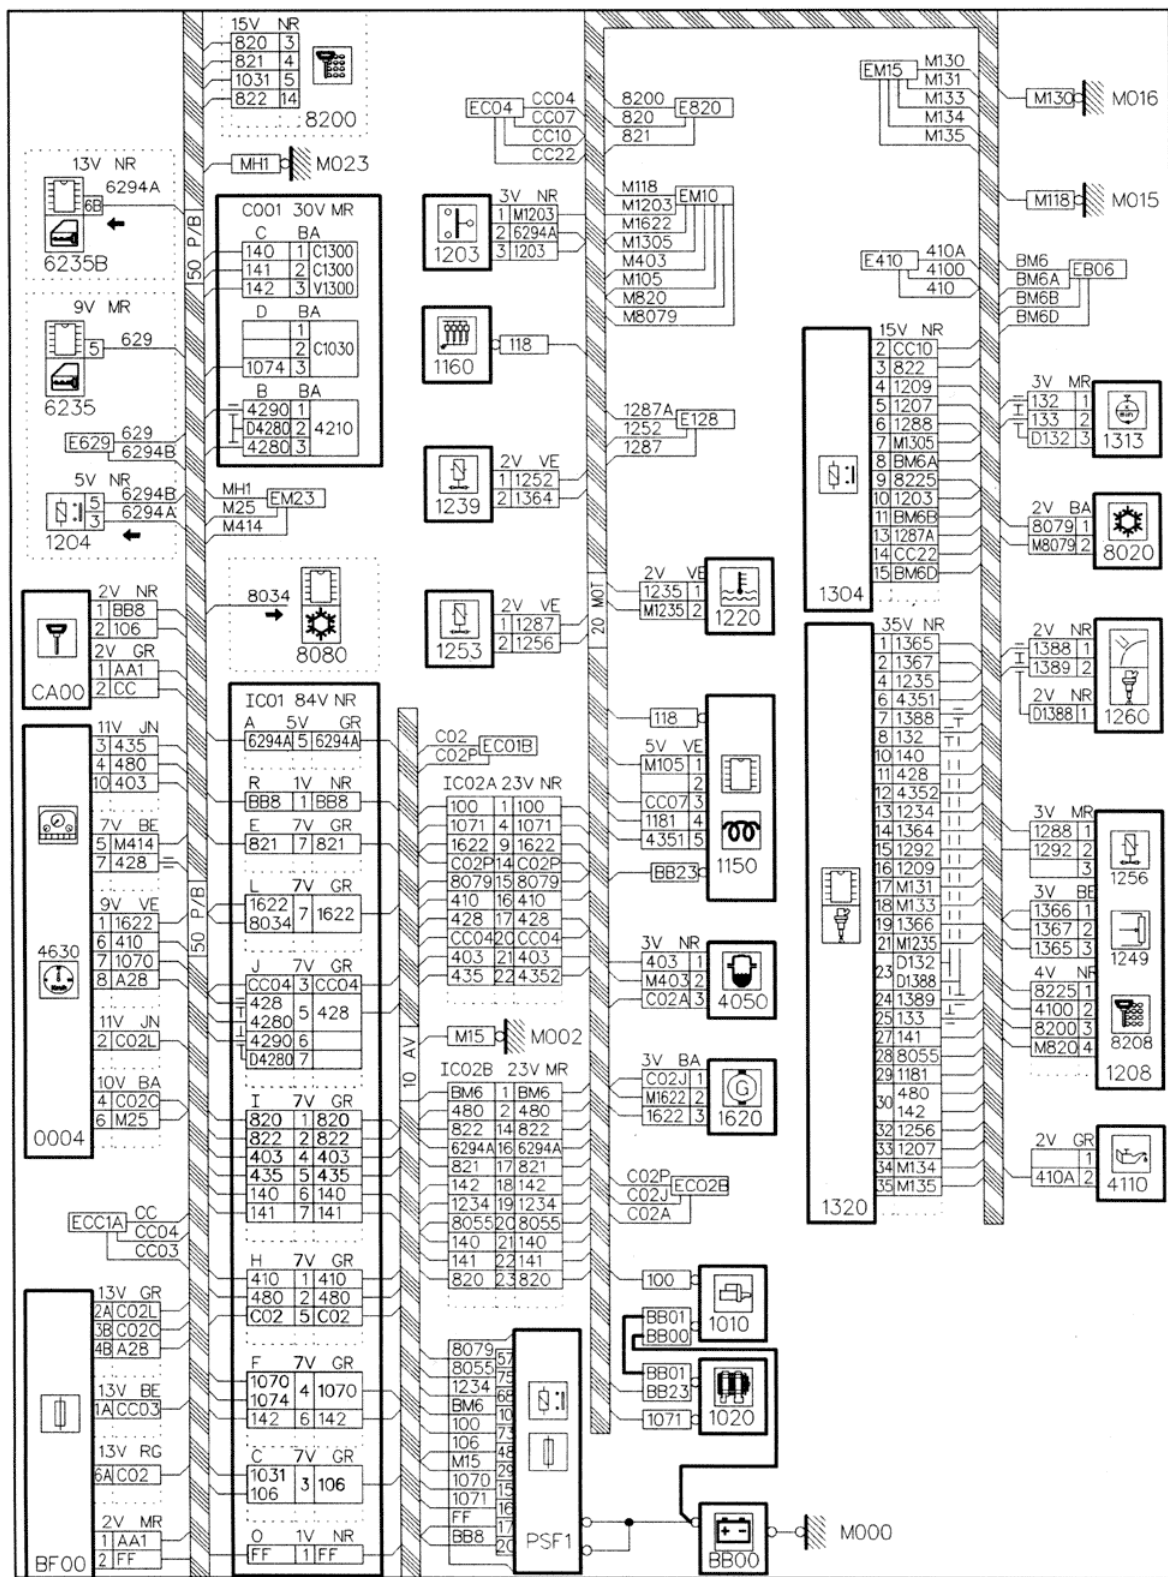 15V NR
820 3
821 4
1031 5
822 14
8200
MH1 M023
13V NR
6294A
6B
6235B
9V MR
5 629
6235
E629 629
6294B
5V NR
5 6294B
3 6294A
1204
50 P/B
C001 30V MR
C BA
140 1 C1300
141 2 C1300
142 3 V1300
D BA
1
2 C1030
1074 3
B BA
4290 1
D4280 2 4210
4280 3
MH1
M25 EM23
M414
8034
8080
2V NR
1 BB8
2 106
2V GR
1 AA1
2 CC
CA00
11V JN
3 435
4 480
10 403
7V BE
5 M414
7 428
9V VE
1 1622
6 410
7 1070
8 A28
11V JN
2 C02L
10V BA
4 C02C
6 M25
4630
0004
50 P/B
ECC1A CC
CC04
CC03
13V GR
2A C02L
3B C02C
4B A28
13V BE
1A CC03
13V RG
6A C02
2V MR
1 AA1
2 FF
BF00
IC01 84V NR
A 5V GR
6294A 5 6294A
R 1V NR
BB8 1 BB8
E 7V GR
821 7 821
L 7V GR
1622
8034 7 1622
J 7V GR
CC04 3 CC04
428
4280 5 428
4290 6
D4280 7
I 7V GR
820 1 820
822 2 822
403 4 403
435 5 435
140 6 140
141 7 141
H 7V GR
410 1 410
480 2 480
C02 5 C02
F 7V GR
1070
1074 4 1070
142 6 142
C 7V GR
1031
106 3 106
O 1V NR
FF 1 FF
10 AV
EC04 CC04
CC07
CC10
CC22
8200 E820
820
821
3V NR
1 M1203
2 6294A
3 1203
1203
M118
M1203 EM10
M1622
M1305
M403
M105
M820
M8079
118
1160
1287A
1252 E128
1287
2V VE
1 1252
2 1364
1239
2V VE
1 1287
2 1256
1253
20 MOT
2V VE
1235 1
M1235 2
1220
C02 EC01B
C02P
IC02A 23V NR
100 1 100
1071 4 1071
1622 9 1622
C02P 14 C02P
8079 15 8079
410 16 410
428 17 428
CC04 20 CC04
403 21 403
435 22 4352
M15 M002
IC02B 23V MR
BM6 1 BM6
480 2 480
822 14 822
6294A 16 6294A
821 17 821
142 18 142
1234 19 1234
8055 20 8055
140 21 140
141 22 141
820 23 820
118
5V VE
M105 1
2
CC07 3
1181 4
4351 5
BB23
1150
3V NR
403 1
M403 2
C02A 3
4050
3V BA
C02J 1
M1622 2
1622 3
1620
C02P
C02J EC02B
C02A
100
BB01
BB00
1010
BB01
BB23
1071
1020
8079 57
8055 75
1234 68
BM6 10
100 73
106 48
M15 29
1070 15
1071 16
FF 17
BB8 20
PSF1
BB00
M000
EM15 M130
M131
M133
M134
M135
M130 M016
M118 M015
E410 410A
4100
410
BM6
BM6A EB06
BM6B
BM6D
15V NR
2 CC10
3 822
4 1209
5 1207
6 1288
7 M1305
8 BM6A
9 8225
10 1203
11 BM6B
13 1287A
14 CC22
15 BM6D
1304
35V NR
1 1365
2 1367
4 1235
6 4351
7 1388
8 132
10 140
11 428
12 4352
13 1234
14 1364
15 1292
16 1209
17 M131
18 M133
19 1366
21 M1235
23 D132
D1388
24 1389
25 133
27 141
28 8055
29 1181
30 480
142
32 1256
33 1207
34 M134
35 M135
1320
3V MR
132 1
133 2
D132 3
1313
2V BA
8079 1
M8079 2
8020
2V NR
1388 1
1389 2
2V NR
D1388 1
1260
3V MR
1288 1
1292 2
3
1256
3V BE
1366 1
1367 2
1365 3
1249
4V NR
8225 1
4100 2
8200 3
M820 4
8208
1208
2V GR
1
410A 2
4110